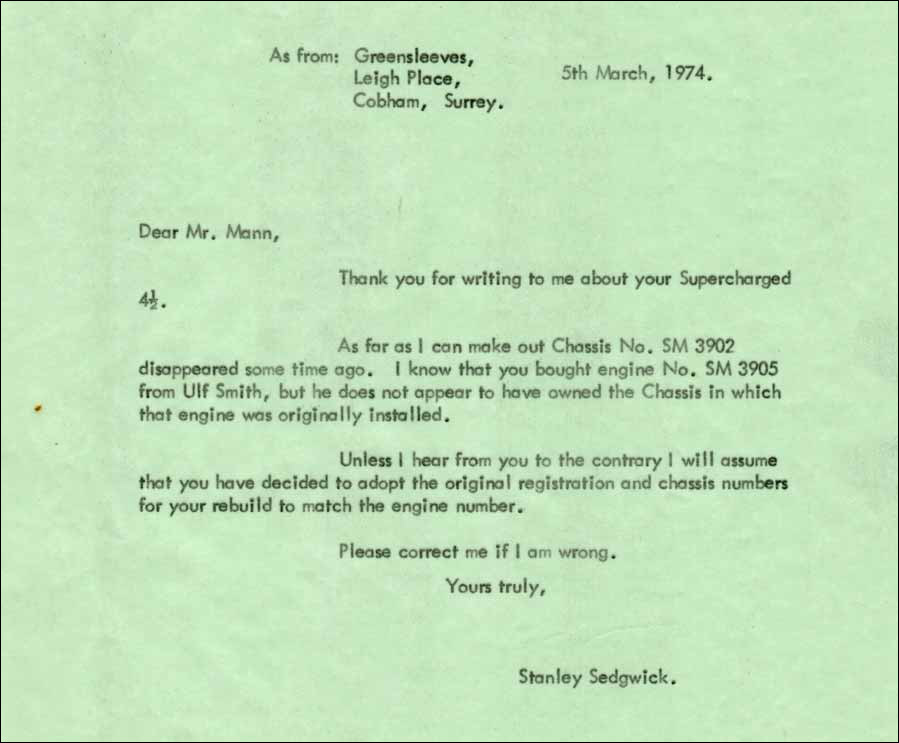 As from: Greensleeves,
Leigh Place,
Cobham, Surrey.
5th March, 1974.
Dear Mr. Mann,
Thank you for writing to me about your Supercharged
4½.
As far as I can make out Chassis No. SM 3902
disappeared some time ago. I know that you bought engine No. SM 3905
from Ulf Smith, but he does not appear to have owned the Chassis in which
that engine was originally installed.
Unless I hear from you to the contrary I will assume
that you have decided to adopt the original registration and chassis numbers
for your rebuild to match the engine number.
Please correct me if I am wrong.
Yours truly,
Stanley Sedgwick.